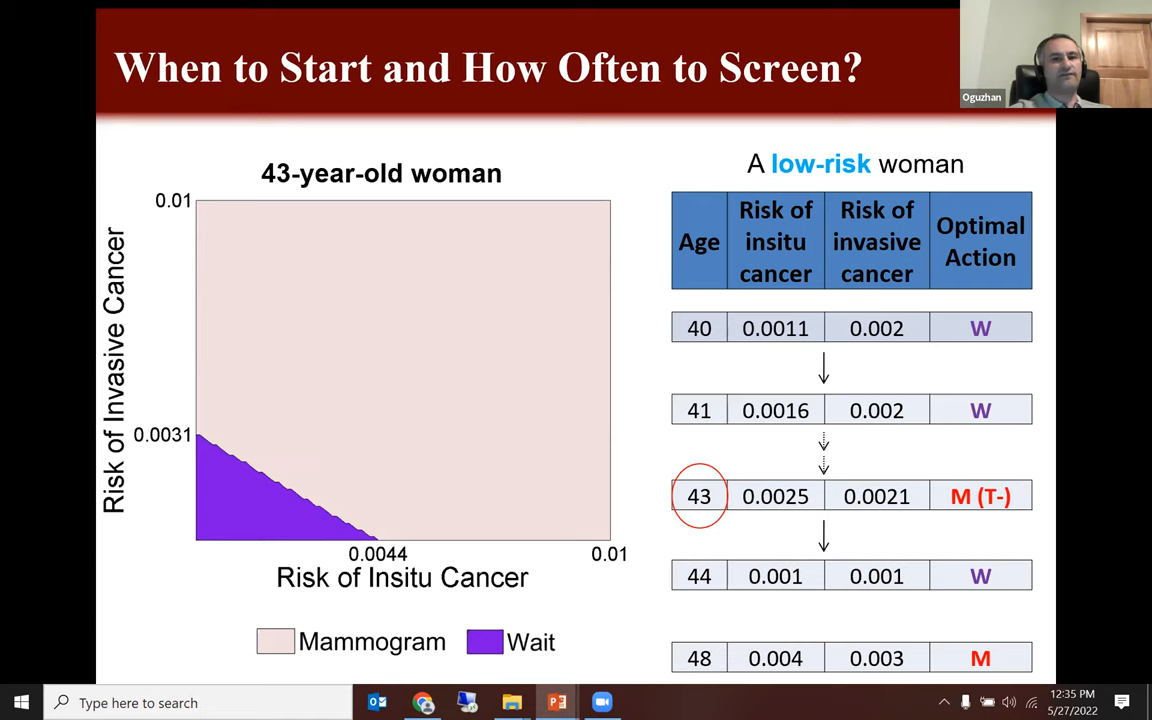 When to Start and How Often to Screen?
Oguzhan
43-year-old woman
0.01
Risk of Invasive Cancer
0.0031
0.0044
0.01
Risk of Insitu Cancer
Mammogram
Wait
A low-risk woman
Age
Risk of
insitu
cancer
Risk of
invasive
cancer
Optimal
Action
40 0.0011 0.002 W
41 0.0016 0.002 W
43 0.0025 0.0021 M (T-)
44 0.001 0.001 W
48 0.004 0.003 M
Type here to search
12:35 PM
5/27/2022